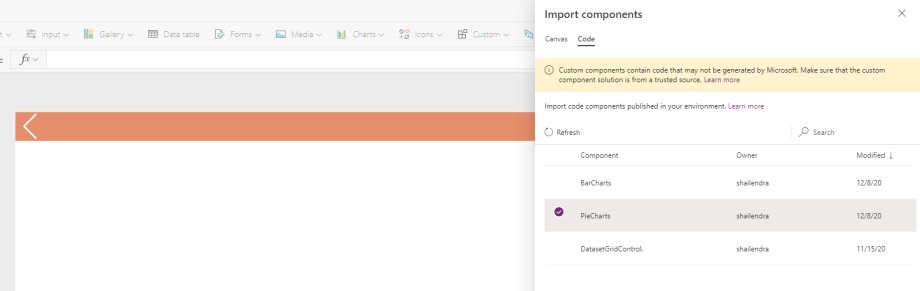 Import components
Canvas Code
Input Gallery Data table Forms Media Charts Icons Custom
= fx
Custom components contain code that may not be generated by Microsoft. Make sure that the custom
component solution is from a trusted source. Learn more
Import code components published in your environment. Learn more
Refresh Search
Component Owner Modified ↓
BarCharts shailendra 12/8/20
PieCharts shailendra 12/8/20
DatasetGridControl. shailendra 11/15/20